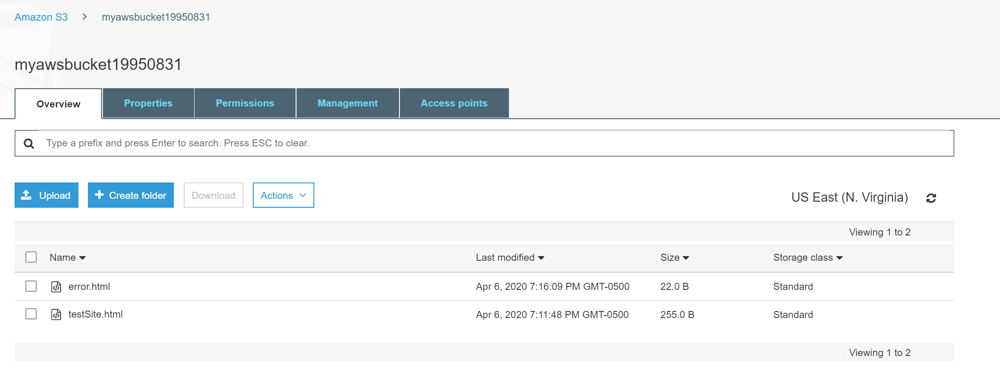 Amazon S3 > myawsbucket19950831
myawsbucket19950831
Overview Properties Permissions Management Access points
Type a prefix and press Enter to search. Press ESC to clear.
Upload Create folder Download Actions US East (N. Virginia)
Viewing 1 to 2
Name Last modified Size Storage class
error.html Apr 6, 2020 7:16:09 PM GMT-0500 22.0 B Standard
testSite.html Apr 6, 2020 7:11:48 PM GMT-0500 255.0 B Standard
Viewing 1 to 2